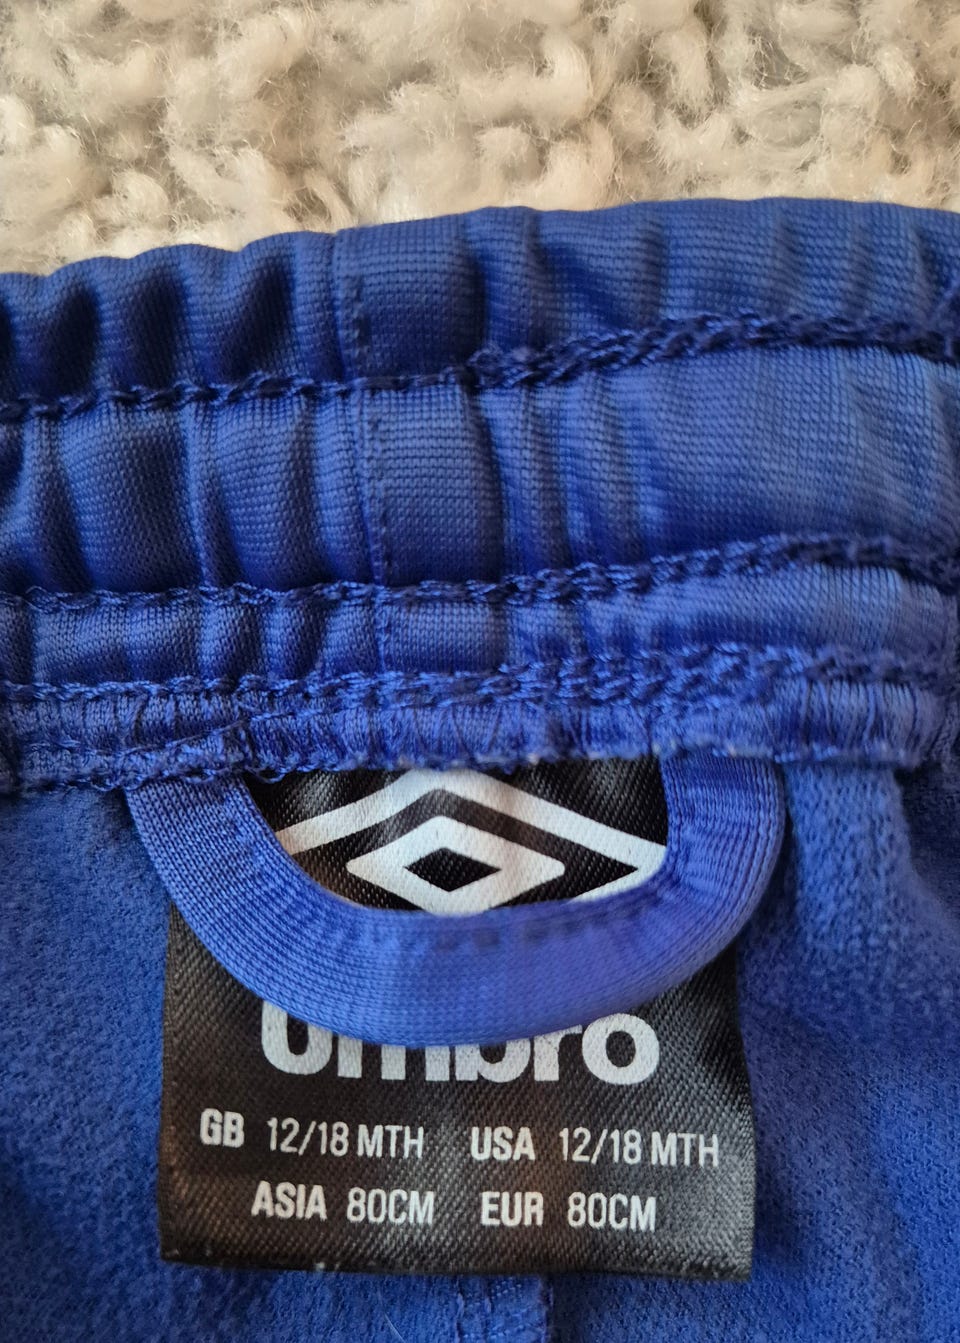 umbro
GB 12/18 MTH USA 12/18 MTH
ASIA 80CM EUR 80CM